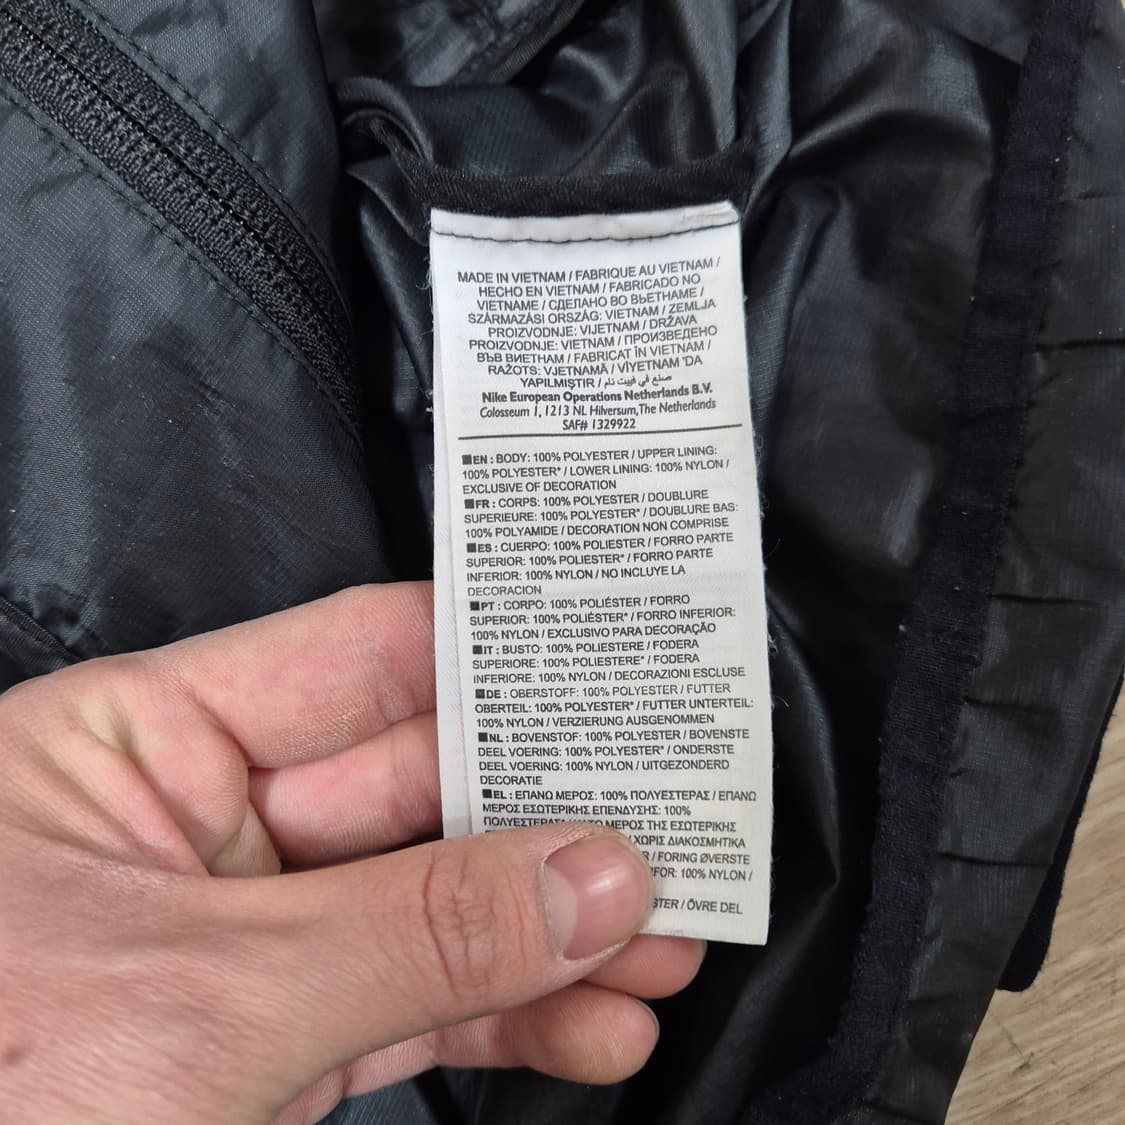 MADE IN VIETNAM / FABRIQUE AU VIETNAM /
HECHO EN VIETNAM / FABRICADO NO
VIETNAME / СДЕЛАНО ВО ВЬЕТНАМЕ /
SZÁRMAZÁSI ORSZÁG: VIETNAM / ZEMLJA
PROIZVODNJE: VIJETNAM / DRŽAVA
PROIZVODNJE: VIETNAM / ПРОИЗВЕДЕНО
ВЪВ ВИЕТНАМ / FABRICAT ÎN VIETNAM /
RAŽOTS: VJETNAMĀ / VİYETNAM 'DA
YAPILMIŞTIR / صنع في فييت نام
Nike European Operations Netherlands B.V.
Colosseum 1, 1213 NL Hilversum,The Netherlands
SAF# 1329922
■EN : BODY: 100% POLYESTER / UPPER LINING:
100% POLYESTER* / LOWER LINING: 100% NYLON /
EXCLUSIVE OF DECORATION
■FR : CORPS: 100% POLYESTER / DOUBLURE
SUPERIEURE: 100% POLYESTER* / DOUBLURE BAS:
100% POLYAMIDE / DECORATION NON COMPRISE
■ES : CUERPO: 100% POLIESTER / FORRO PARTE
SUPERIOR: 100% POLIESTER* / FORRO PARTE
INFERIOR: 100% NYLON / NO INCLUYE LA
DECORACION
■PT : CORPO: 100% POLIÉSTER / FORRO
SUPERIOR: 100% POLIÉSTER* / FORRO INFERIOR:
100% NYLON / EXCLUSIVO PARA DECORAÇÃO
■IT : BUSTO: 100% POLIESTERE / FODERA
SUPERIORE: 100% POLIESTERE* / FODERA
INFERIORE: 100% NYLON / DECORAZIONI ESCLUSE
■DE : OBERSTOFF: 100% POLYESTER / FUTTER
OBERTEIL: 100% POLYESTER* / FUTTER UNTERTEIL:
100% NYLON / VERZIERUNG AUSGENOMMEN
■NL : BOVENSTOF: 100% POLYESTER / BOVENSTE
DEEL VOERING: 100% POLYESTER* / ONDERSTE
DEEL VOERING: 100% NYLON / UITGEZONDERD
DECORATIE
■EL : ΕΠΑΝΩ ΜΕΡΟΣ: 100% ΠΟΛΥΕΣΤΕΡΑΣ / ΕΠΑΝΩ
ΜΕΡΟΣ ΕΣΩΤΕΡΙΚΗΣ ΕΠΕΝΔΥΣΗΣ: 100%
ΠΟΛΥΕΣΤΕΡΑΣ* ΜΕΡΟΣ ΤΗΣ ΕΣΩΤΕΡΙΚΗΣ
/ ΧΩΡΙΣ ΔΙΑΚΟΣΜΗΤΙΚΑ
/ FORING ØVERSTE
FOR: 100% NYLON /
/ ÖVRE DEL